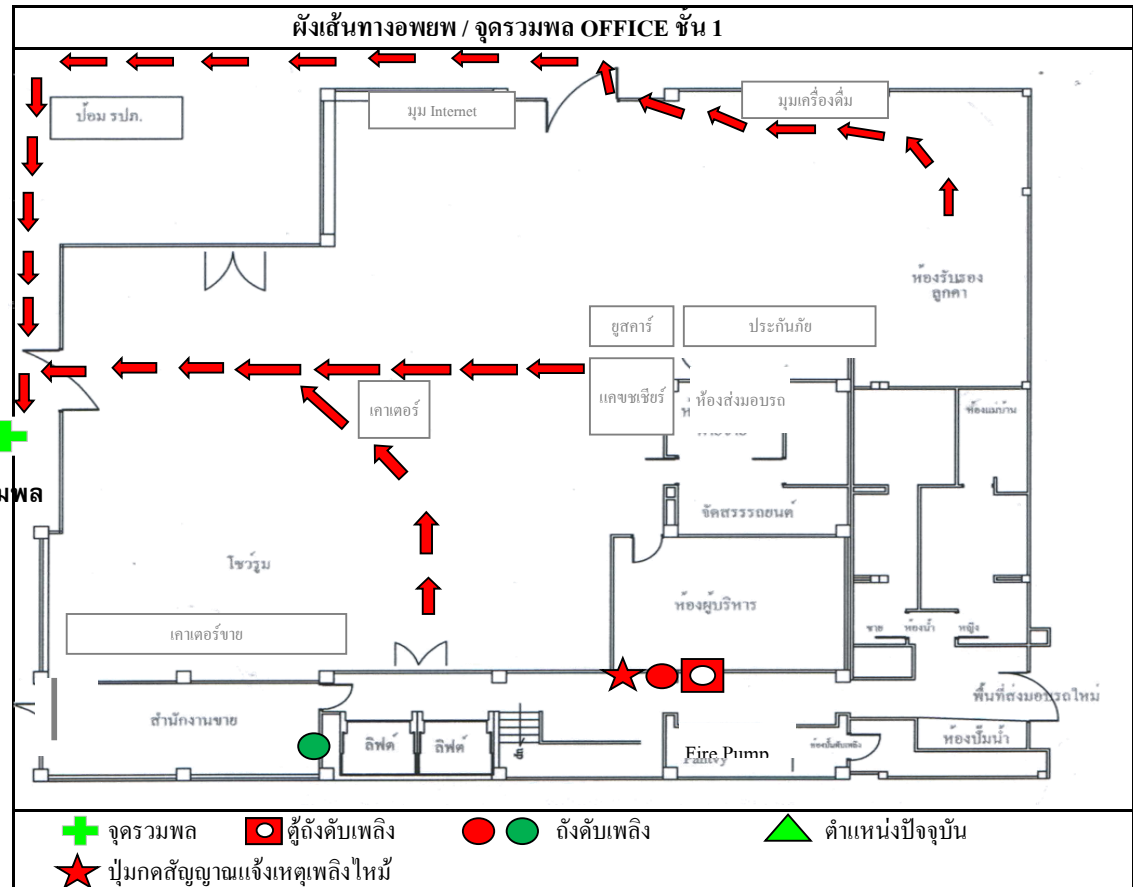 ผังเส้นทางอพยพ / จุดรวมพล OFFICE ชั้น 1
ป้อม รปภ.
มุม Internet
มุมเครื่องดื่ม
ห้องรับรอง
ลูกค้า
ยูสคาร์
ประกันภัย
แคชเชียร์
ห้องส่งมอบรถ
เคาเตอร์
ห้องแม่บ้าน
มพล
จัดสรรรถยนต์
โชว์รูม
ห้องผู้บริหาร
เคาเตอร์ขาย
ชาย ห้องน้ำ หญิง
พื้นที่ส่งมอบรถใหม่
สำนักงานขาย
ลิฟต์
ลิฟต์
dn
Fire Pump
ห้องปั๊มดับเพลิง
ห้องปั๊มน้ำ
จุดรวมพล
ตู้ถังดับเพลิง
ถังดับเพลิง
ตำแหน่งปัจจุบัน
ปุ่มกดสัญญาณแจ้งเหตุเพลิงไหม้